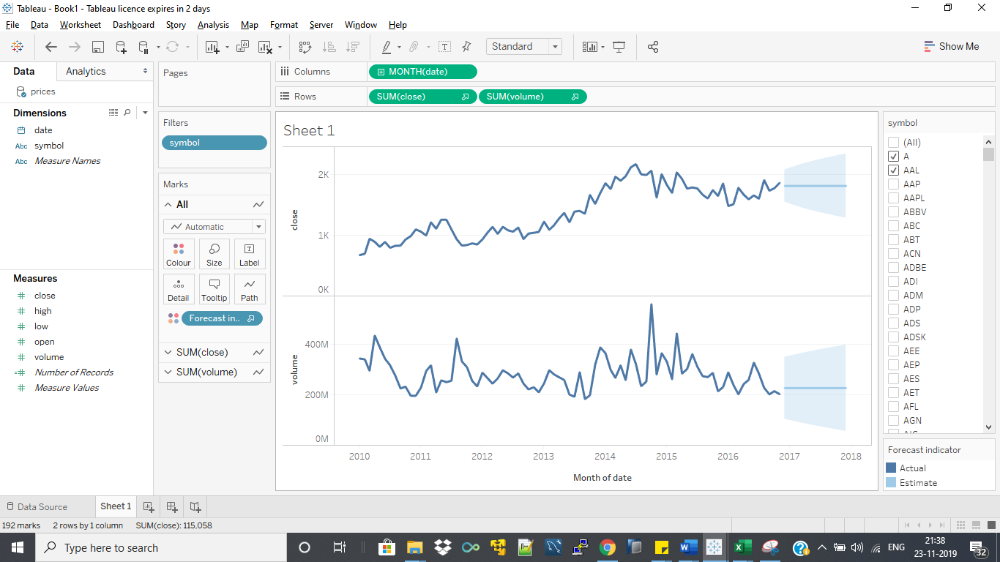 Tableau - Book1 - Tableau licence expires in 2 days
File Data Worksheet Dashboard Story Analysis Map Format Server Window Help
Standard
Show Me
Data Analytics
prices
Dimensions
date
Abc symbol
Abc Measure Names
Measures
close
high
low
open
volume
Number of Records
Measure Values
Pages
Filters
symbol
Marks
All
Automatic
Colour Size Label
Detail Tooltip Path
Forecast in..
SUM(close)
SUM(volume)
Columns MONTH(date)
Rows SUM(close) SUM(volume)
Sheet 1
close
2K
1K
0K
volume
400M
200M
0M
2010 2011 2012 2013 2014 2015 2016 2017 2018
Month of date
symbol
(All)
A
AAL
AAP
AAPL
ABBV
ABC
ABT
ACN
ADBE
ADI
ADM
ADP
ADS
ADSK
AEE
AEP
AES
AET
AFL
AGN
Forecast indicator
Actual
Estimate
Data Source Sheet 1
192 marks 2 rows by 1 column SUM(close): 115,058
Type here to search
ENG
21:38
23-11-2019
32